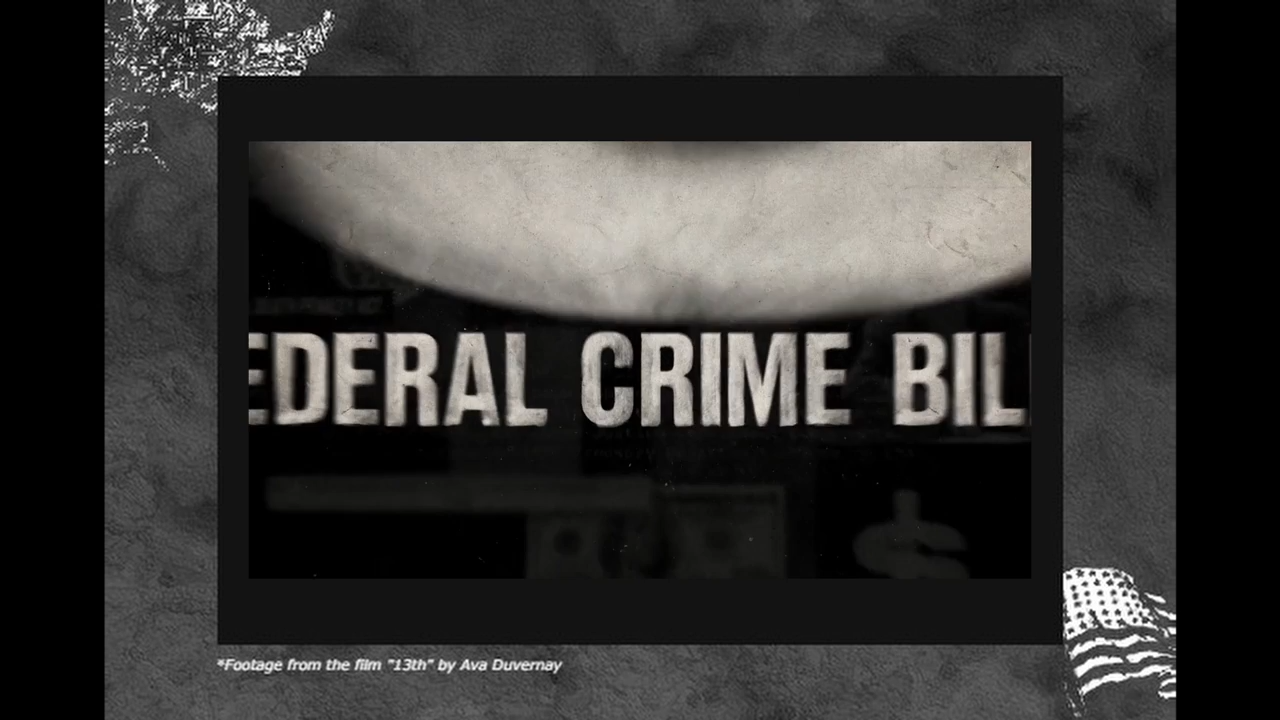 EDERAL CRIME BIL
*Footage from the film "13th" by Ava Duvernay